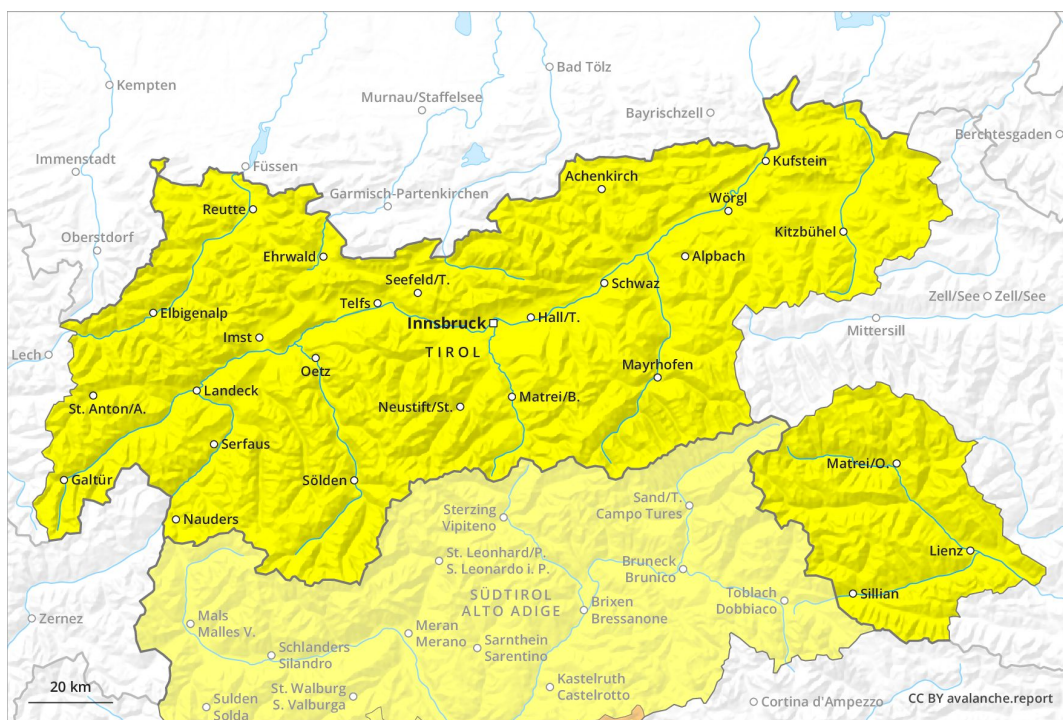 Bad Tölz
Kempten
Murnau/Staffelsee
Bayrischzell
Berchtesgaden
Immenstadt
Füssen
Kufstein
Achenkirch
Garmisch-Partenkirchen
Wörgl
Reutte
Kitzbühel
Oberstdorf
Ehrwald
Alpbach
Seefeld/T.
Schwaz
Zell/See
Zell/See
Telfs
Elbigenalp
Innsbruck
Hall/T.
Mittersill
Imst
Lech
TIROL
Oetz
Mayrhofen
Landeck
St. Anton/A.
Neustift/St.
Matrei/B.
Serfaus
Matrei/O.
Galtür
Sölden
Sand/T.
Campo Tures
Sterzing
Vipiteno
Nauders
Lienz
St. Leonhard/P.
S. Leonardo i. P.
Bruneck
Brunico
Toblach
Dobbiaco
Sillian
SÜDTIROL
ALTO ADIGE
Brixen
Bressanone
Zernez
Mals
Malles V.
Meran
Merano
Sarnthein
Sarentino
Schlanders
Silandro
Kastelruth
Castelrotto
20 km
St. Walburg
S. Valburga
Sulden
Solda
Cortina d'Ampezzo
CC BY avalanche.report